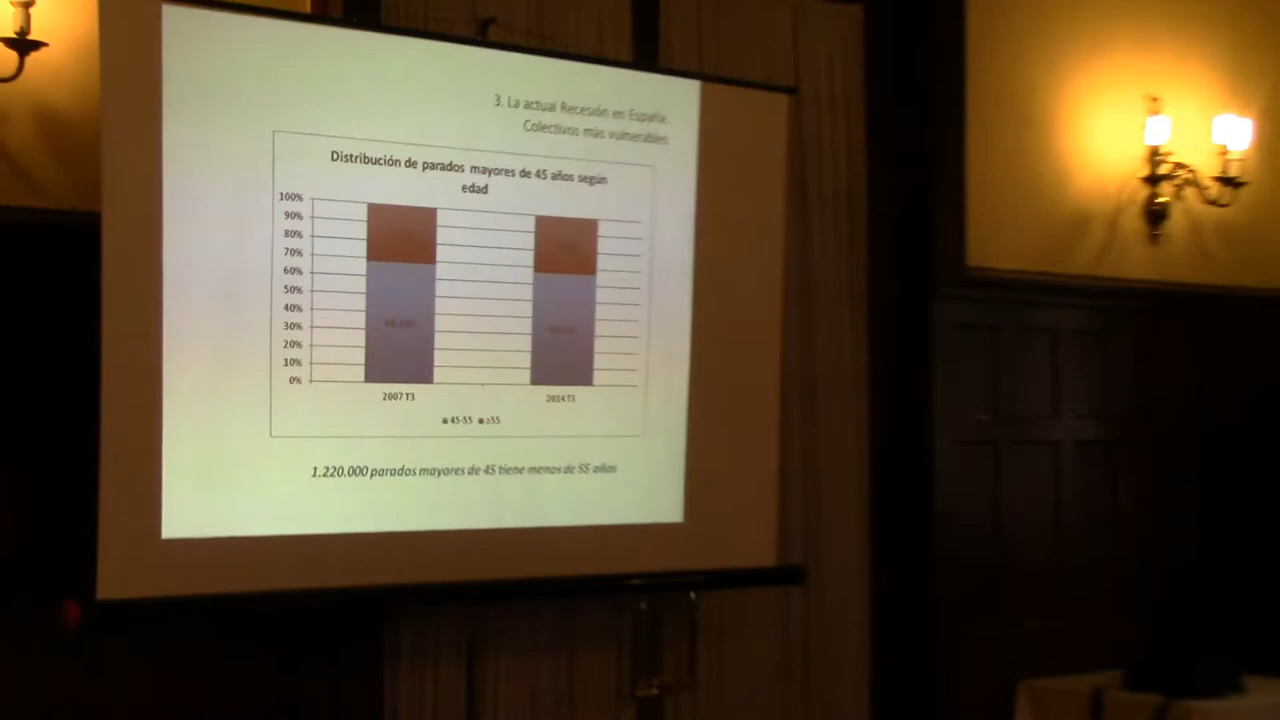 3. La actual Recesión en España:
Colectivos más vulnerables
Distribución de parados mayores de 45 años según
edad
100%
90%
80%
70%
60%
50%
40%
30%
20%
10%
0%
2007 T3
2014 T3
45-55 ≥55
1.220.000 parados mayores de 45 tiene menos de 55 años